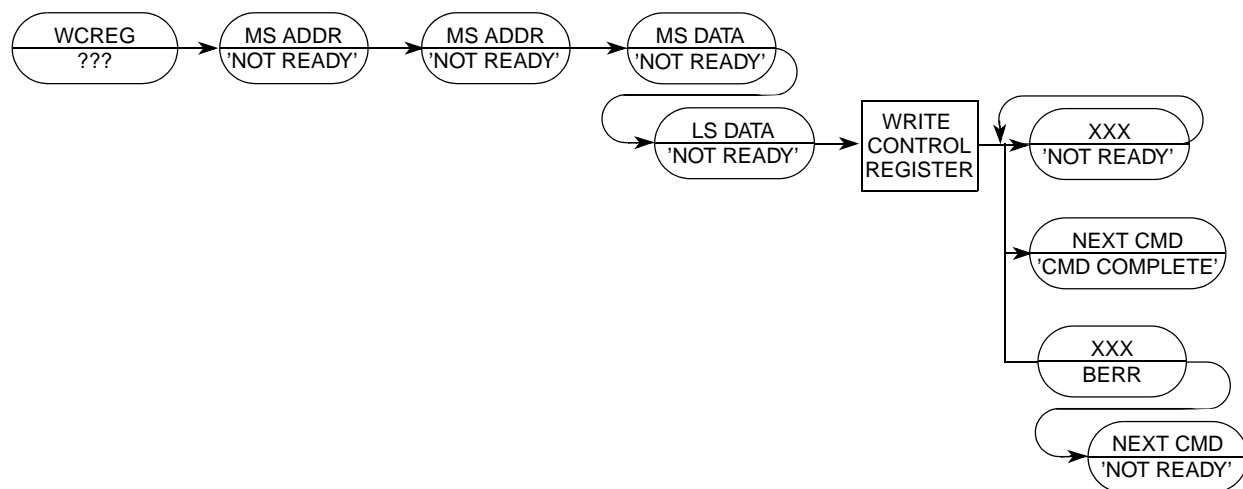 WCREG
???
MS ADDR
'NOT READY'
MS ADDR
'NOT READY'
MS DATA
'NOT READY'
LS DATA
'NOT READY'
WRITE
CONTROL
REGISTER
XXX
'NOT READY'
NEXT CMD
'CMD COMPLETE'
XXX
BERR
NEXT CMD
'NOT READY'